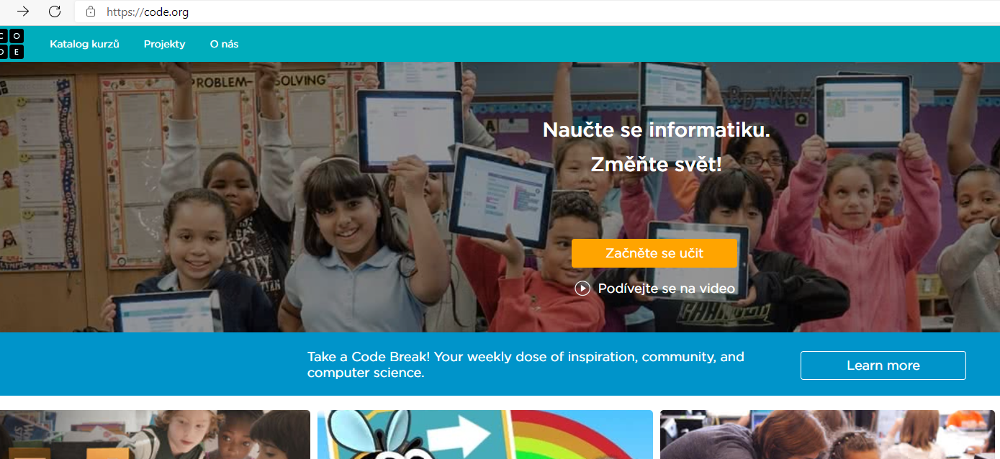 https://code.org
C O
D E
Katalog kurzů Projekty O nás
PROBLEM-SOLVING
Naučte se informatiku.
Změňte svět!
Začněte se učit
Podívejte se na video
Take a Code Break! Your weekly dose of inspiration, community, and
computer science.
Learn more